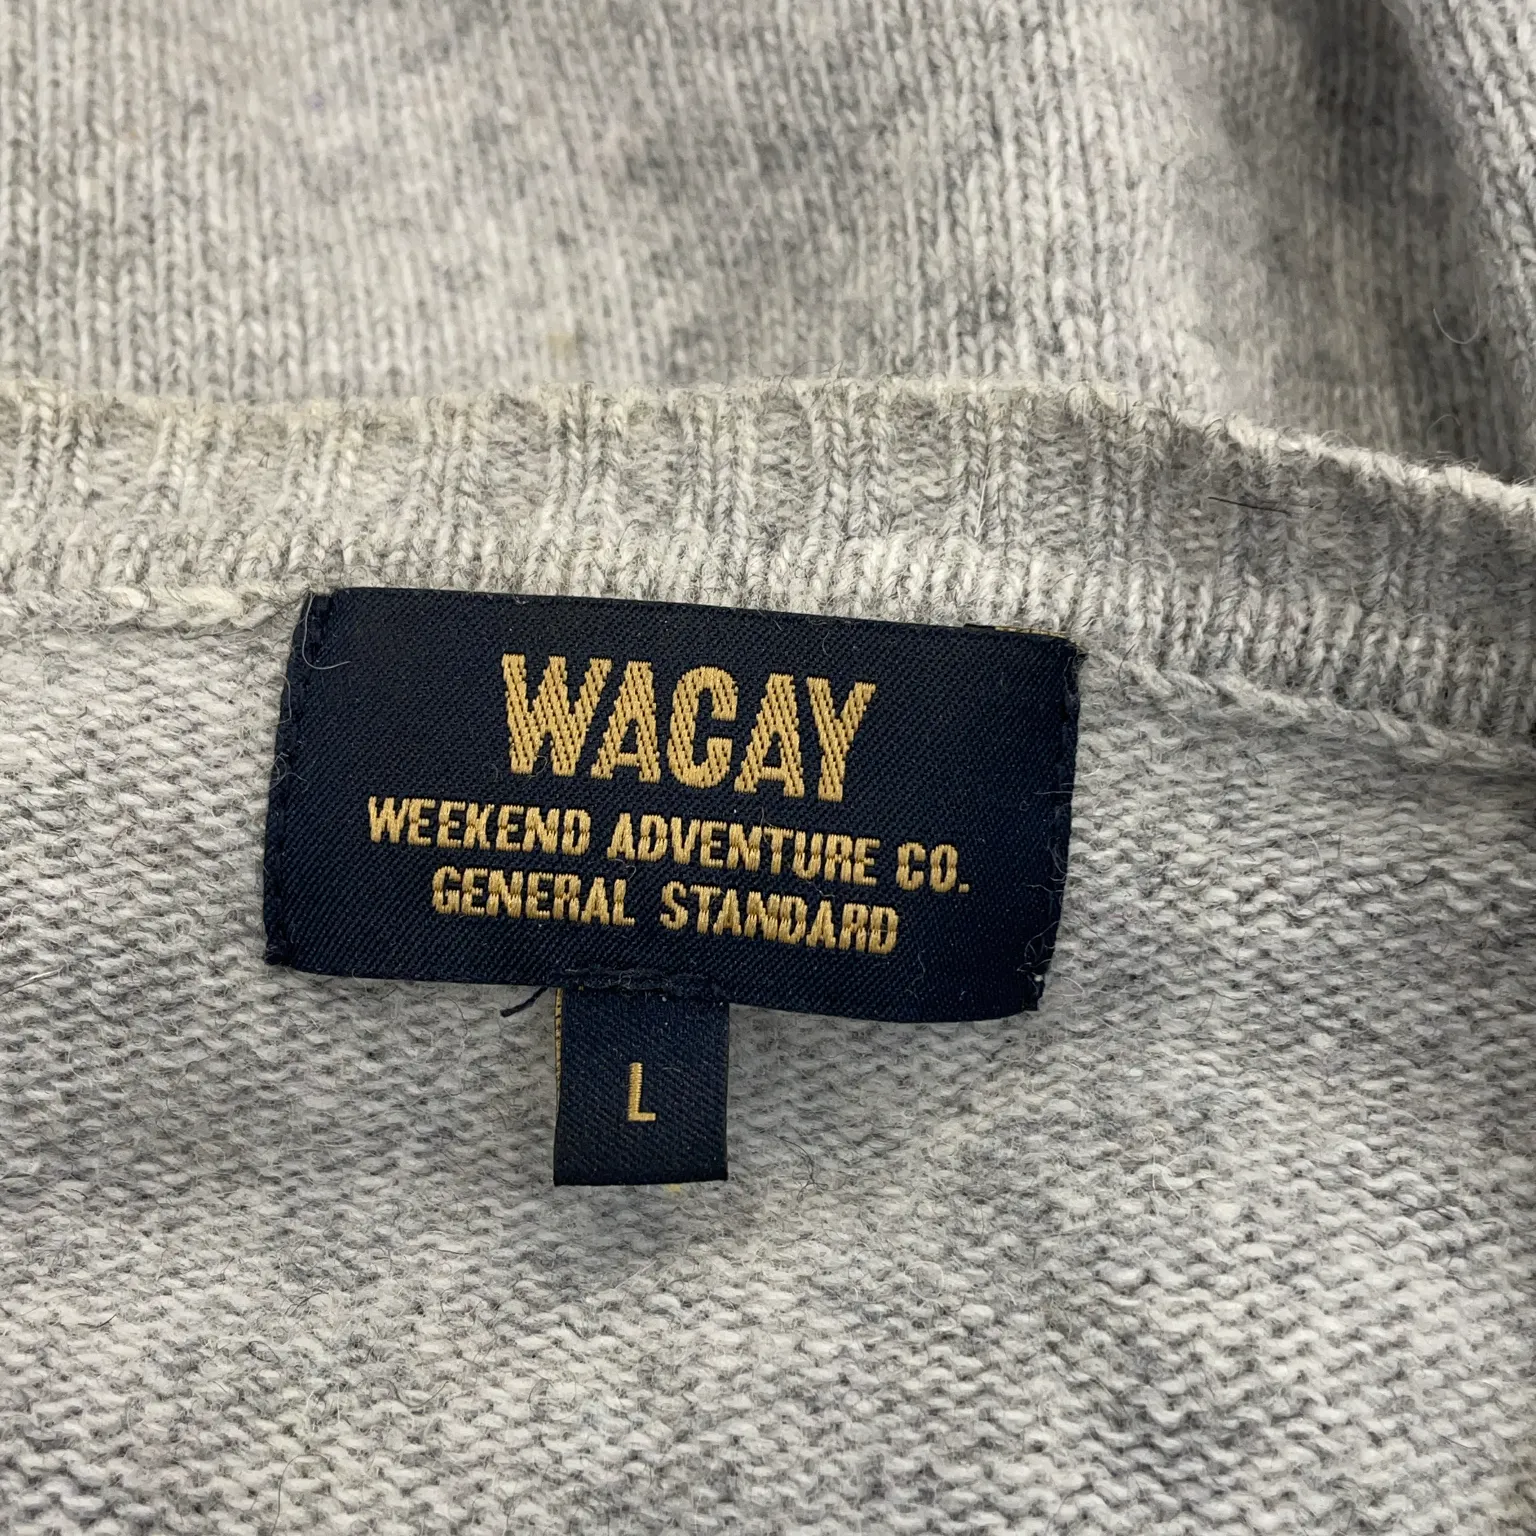 WACAY
WEEKEND ADVENTURE CO.
GENERAL STANDARD
L